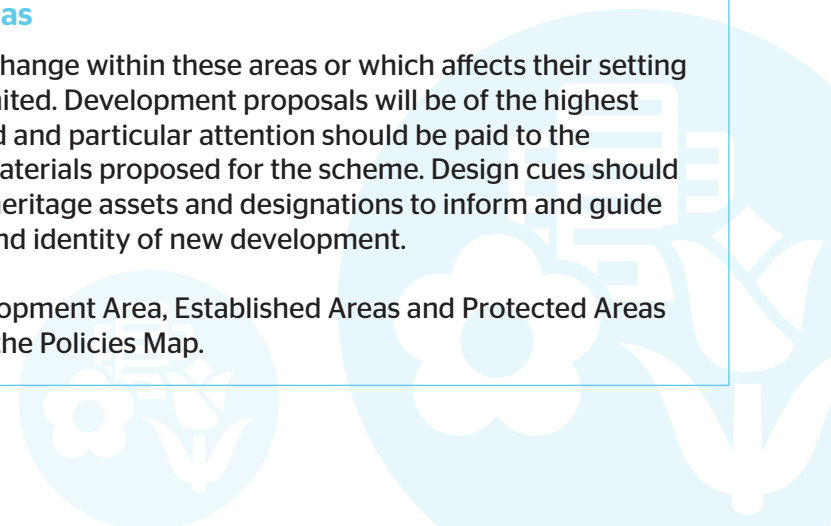 as
hange within these areas or which affects their setting
ited. Development proposals will be of the highest
d and particular attention should be paid to the
aterials proposed for the scheme. Design cues should
eritage assets and designations to inform and guide
nd identity of new development.
opment Area, Established Areas and Protected Areas
the Policies Map.